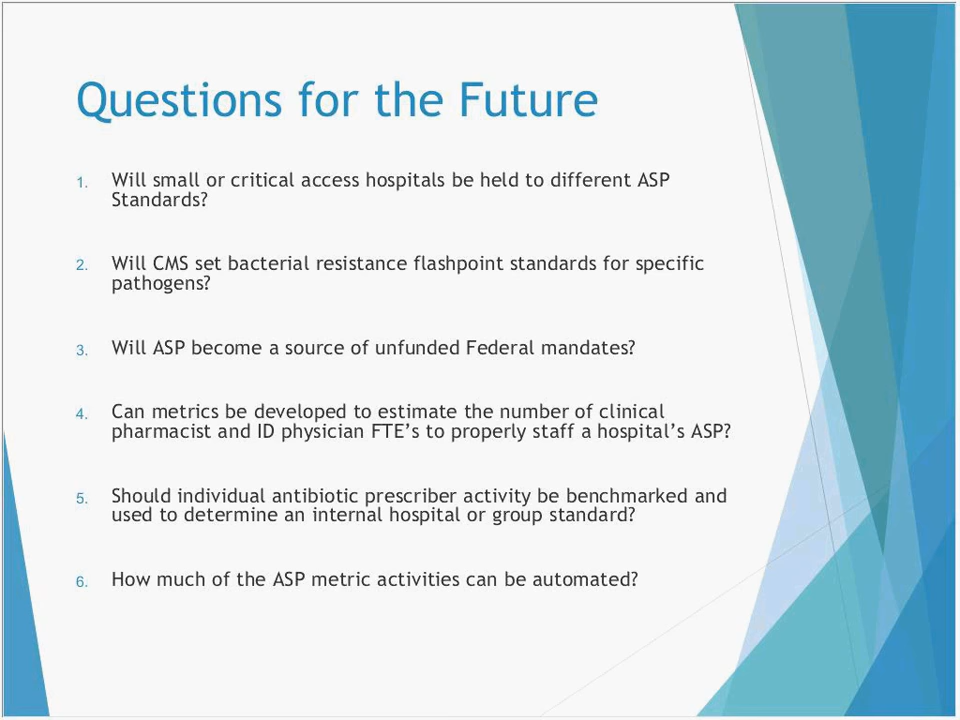 Questions for the Future
1. Will small or critical access hospitals be held to different ASP
Standards?
2. Will CMS set bacterial resistance flashpoint standards for specific
pathogens?
3. Will ASP become a source of unfunded Federal mandates?
4. Can metrics be developed to estimate the number of clinical
pharmacist and ID physician FTE’s to properly staff a hospital’s ASP?
5. Should individual antibiotic prescriber activity be benchmarked and
used to determine an internal hospital or group standard?
6. How much of the ASP metric activities can be automated?